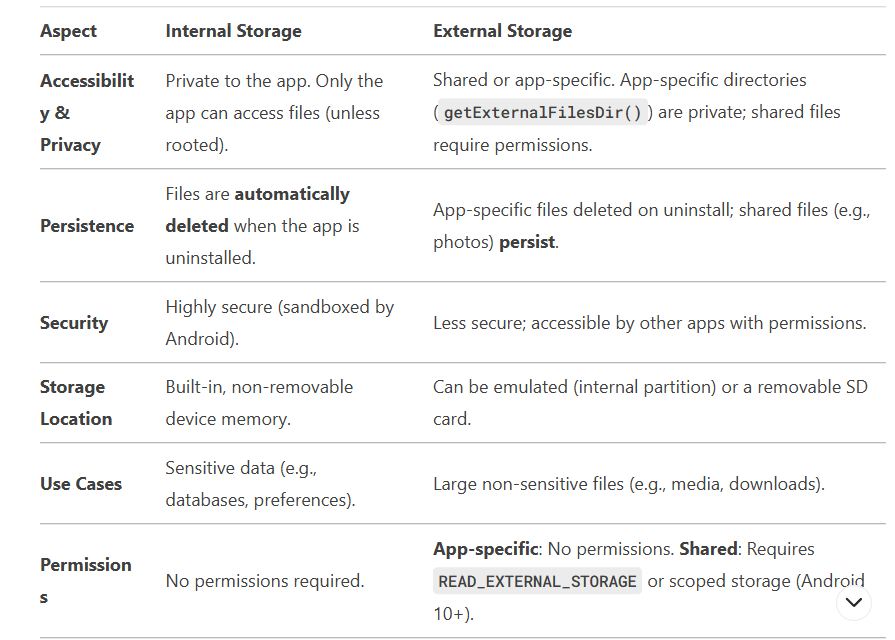 Aspect Internal Storage External Storage
Accessibilit
y &
Privacy
Private to the app. Only the
app can access files (unless
rooted).
Shared or app-specific. App-specific directories
(getExternalFilesDir()) are private; shared files
require permissions.
Persistence
Files are automatically
deleted when the app is
uninstalled.
App-specific files deleted on uninstall; shared files (e.g.,
photos) persist.
Security
Highly secure (sandboxed by
Android).
Less secure; accessible by other apps with permissions.
Storage
Location
Built-in, non-removable
device memory.
Can be emulated (internal partition) or a removable SD
card.
Use Cases
Sensitive data (e.g.,
databases, preferences).
Large non-sensitive files (e.g., media, downloads).
Permission
s
No permissions required.
App-specific: No permissions. Shared: Requires
READ_EXTERNAL_STORAGE or scoped storage (Android
10+).